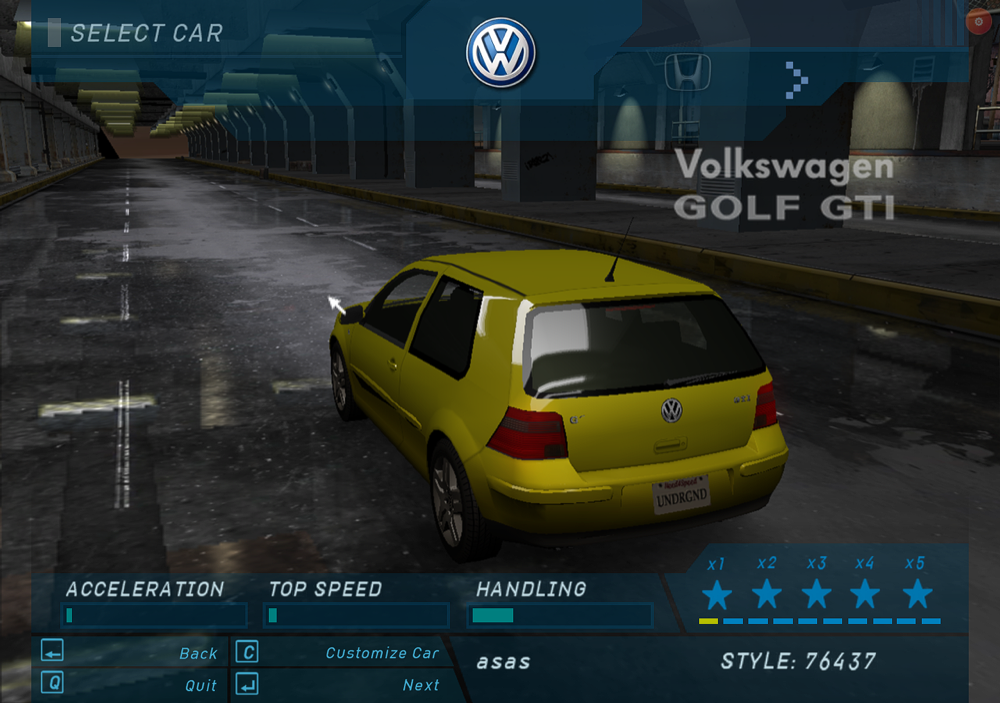 SELECT CAR
Volkswagen
GOLF GTI
UNDRGND
x1 x2 x3 x4 x5
ACCELERATION TOP SPEED HANDLING
Back C Customize Car
Q Quit Next
asas STYLE: 76437